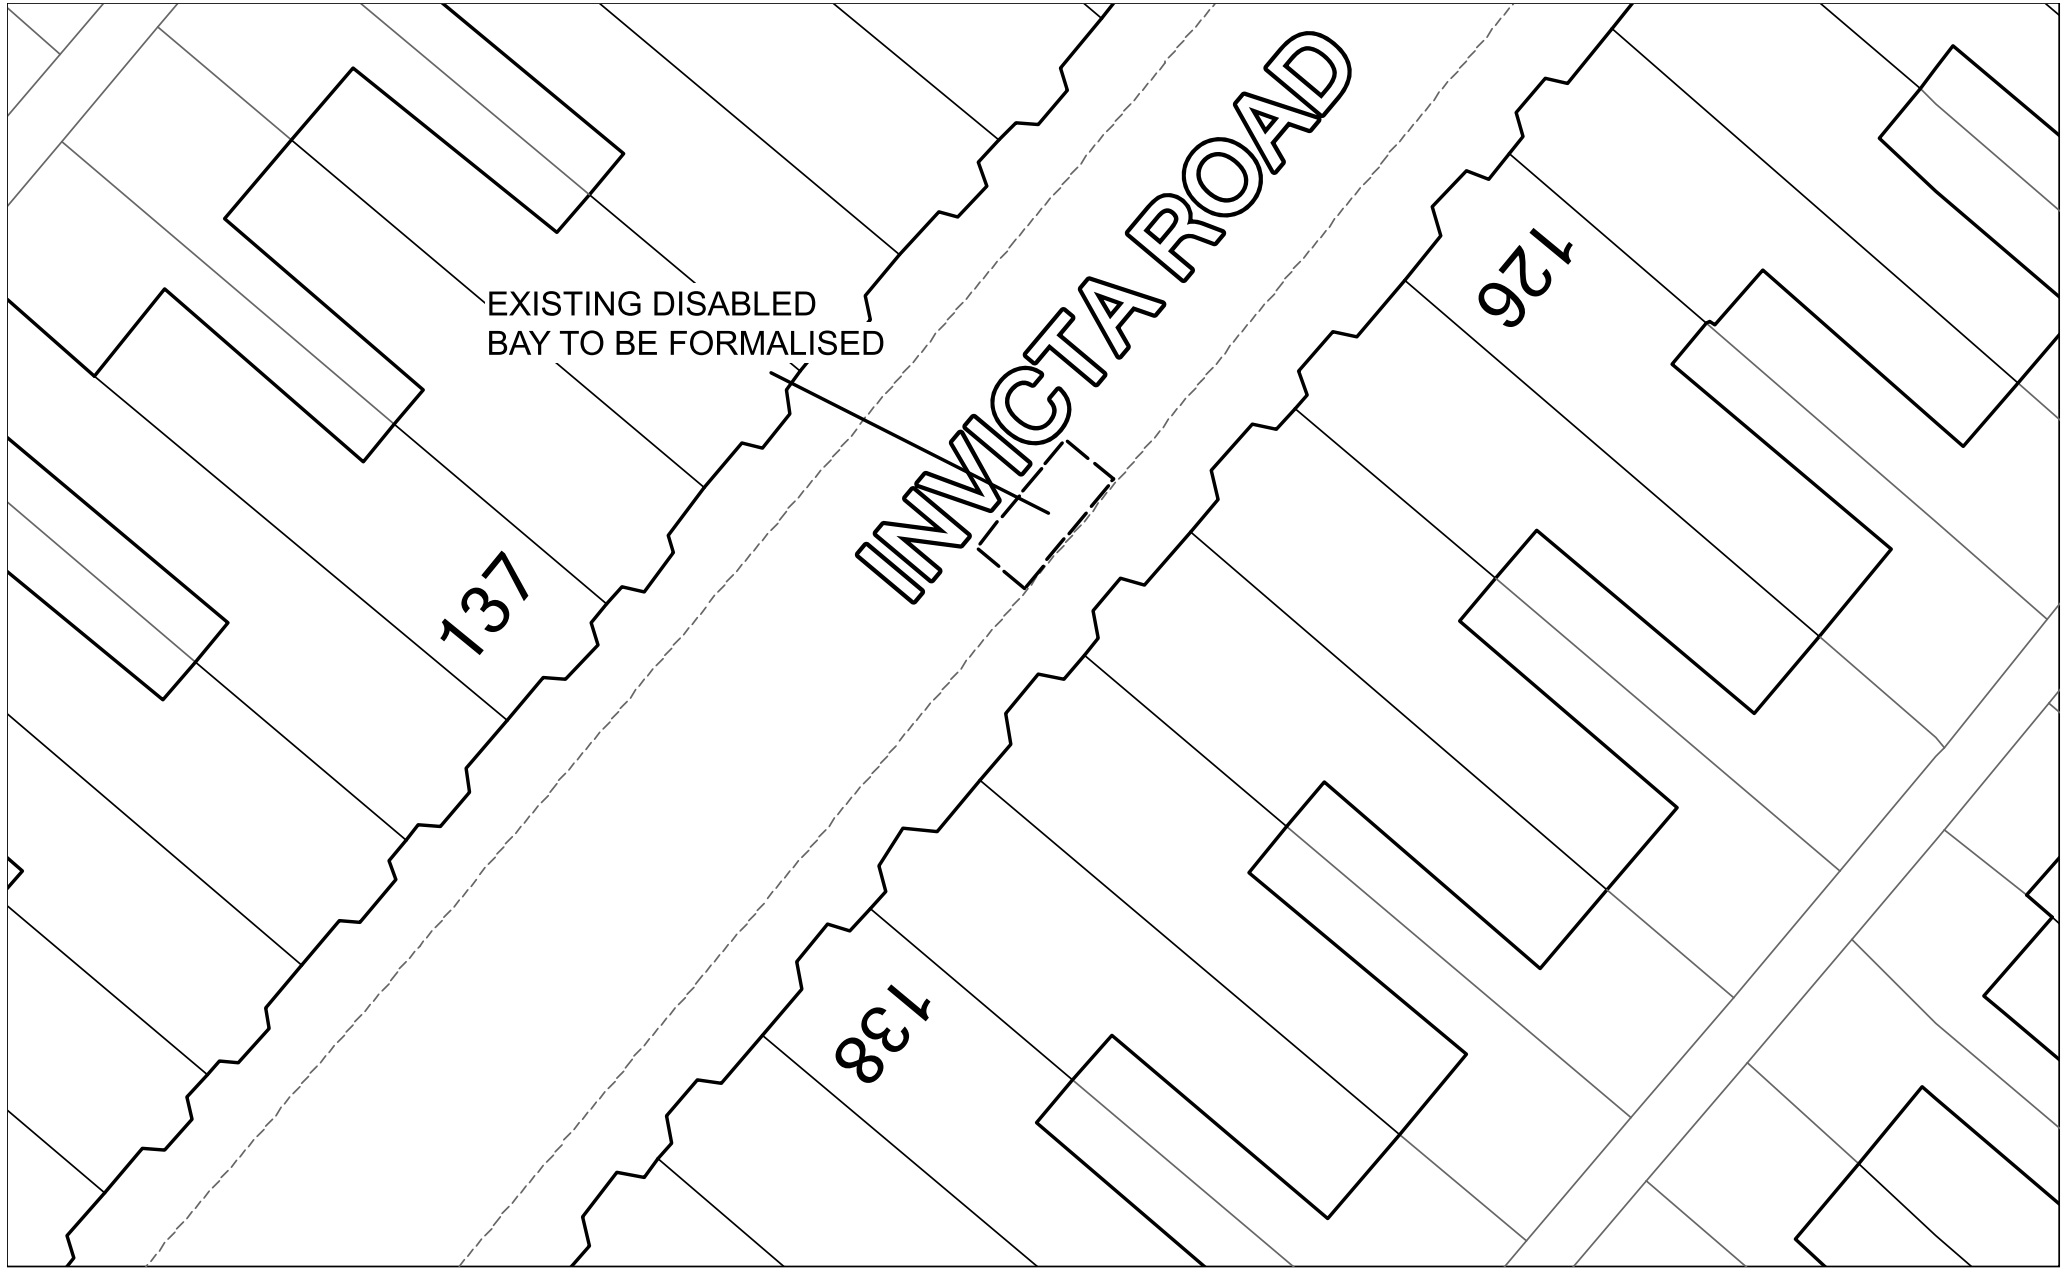 INVICTA ROAD
126
EXISTING DISABLED
BAY TO BE FORMALISED
137
138